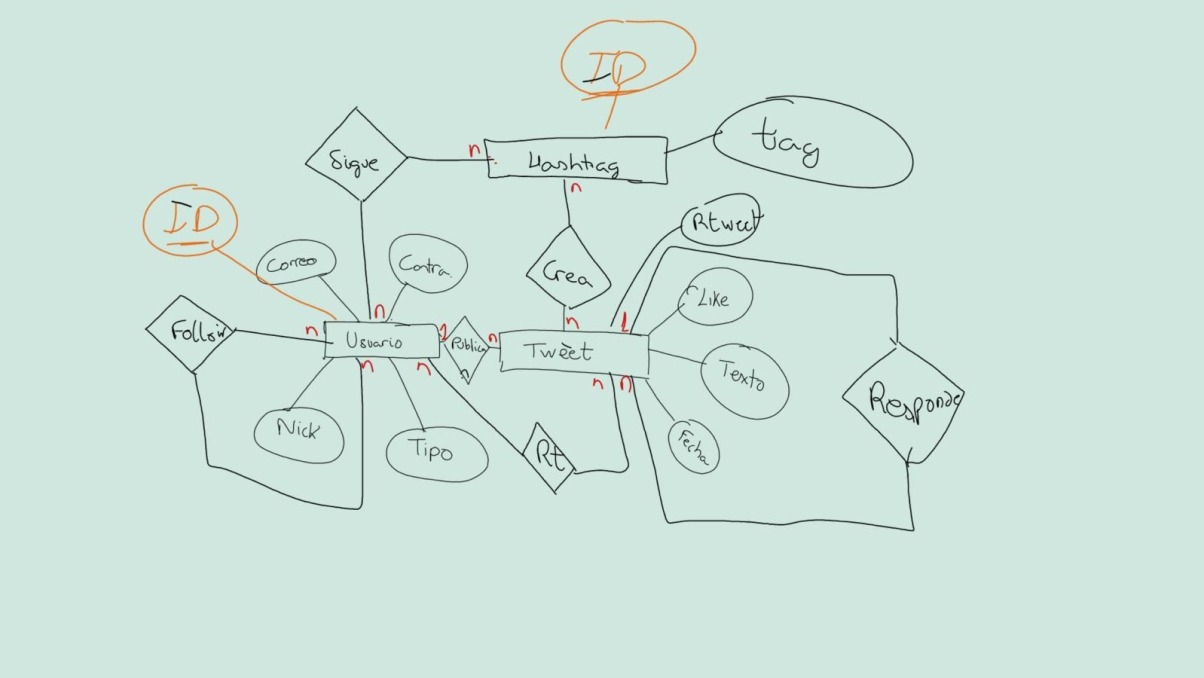 ID
tag
Sigue
n
Hashtag
n
ID
Rtweet
Correo
Contra.
Crea
Like
n
n
1
Follow
n
Usuario
1
Publica
n
n
Tweet
Texto
Responde
n
n
n
n
Nick
Tipo
Rt
Fecha